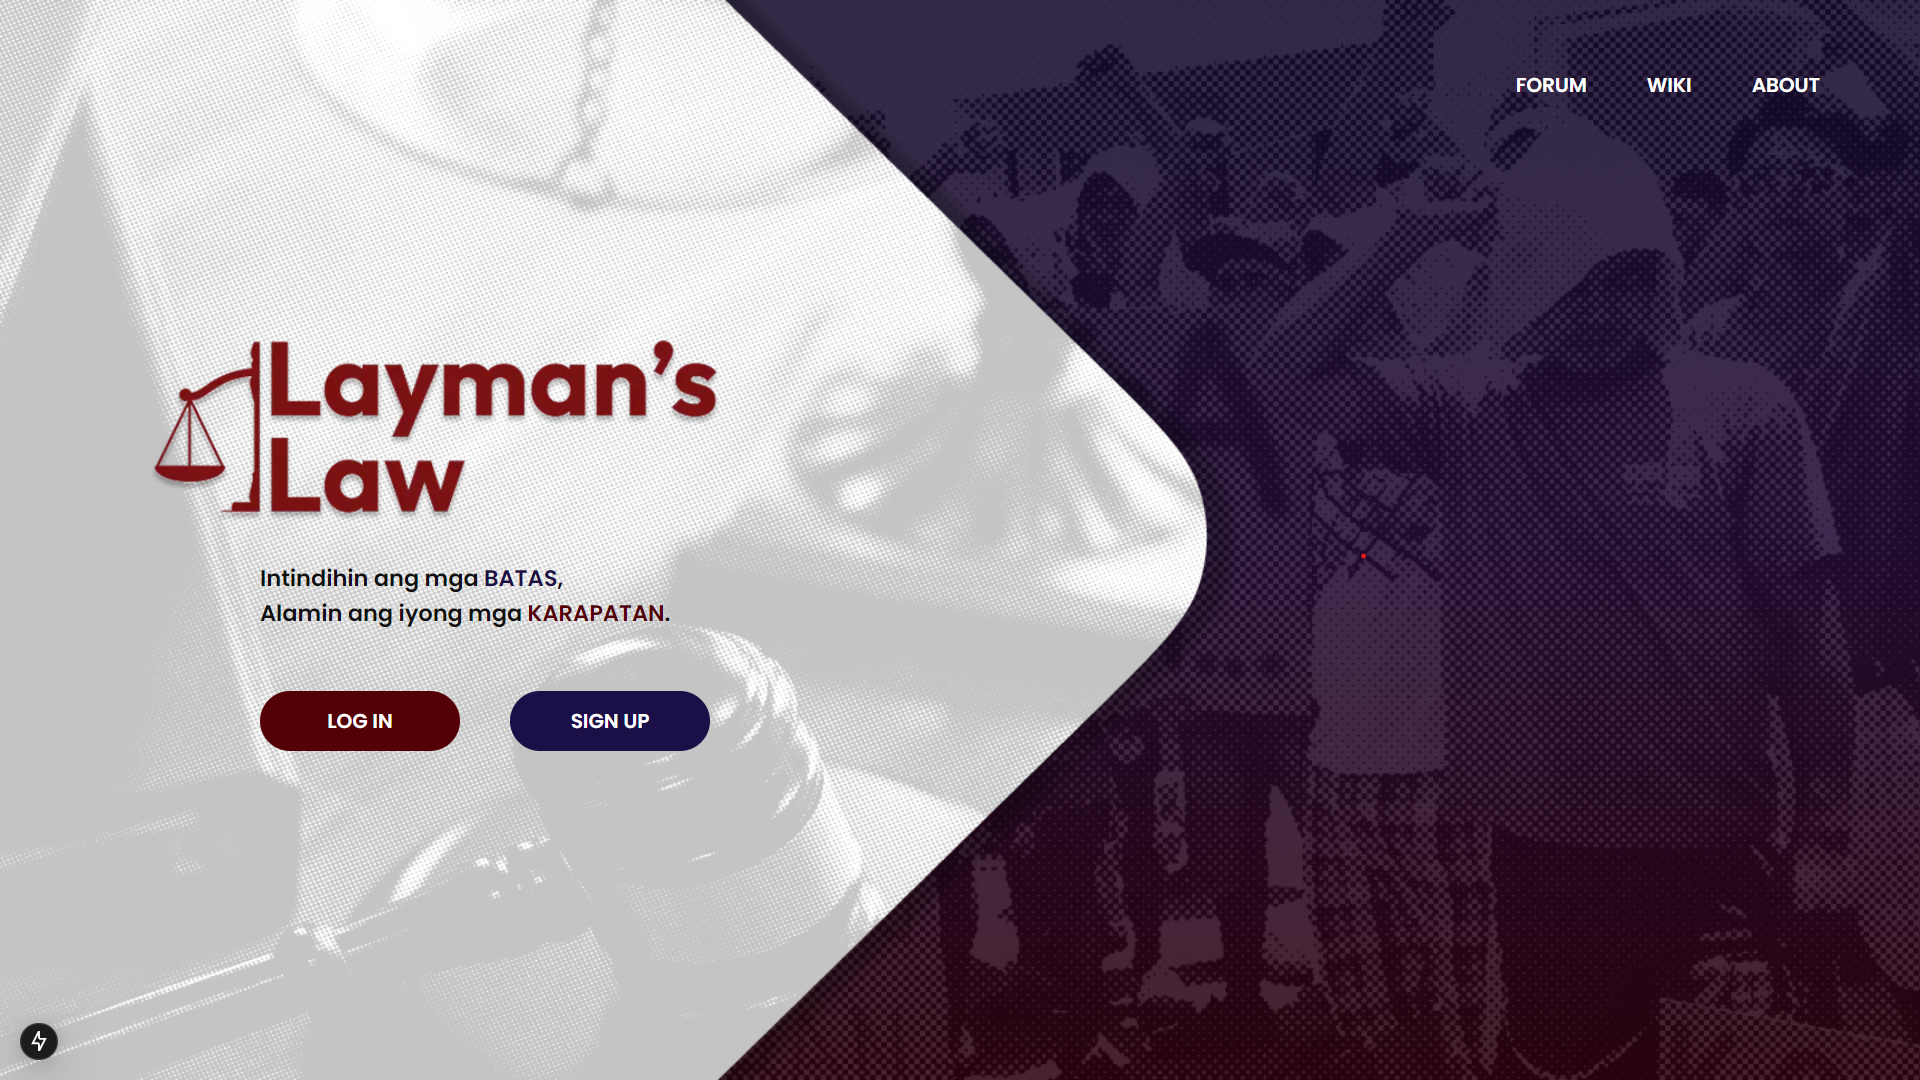 FORUM WIKI ABOUT
Layman's
Law
Intindihin ang mga BATAS,
Alamin ang iyong mga KARAPATAN.
LOG IN SIGN UP